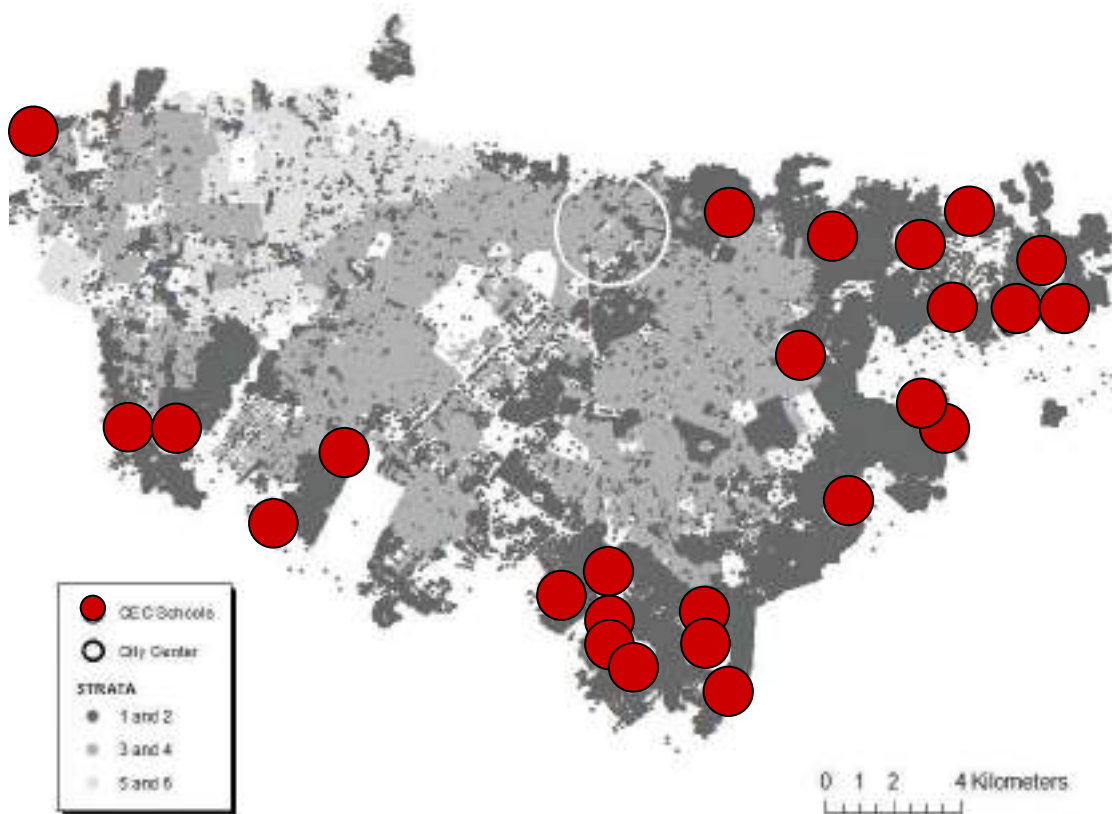 CEC Schools
City Center
STRATA
1 and 2
3 and 4
5 and 6
0 1 2 4 Kilometers